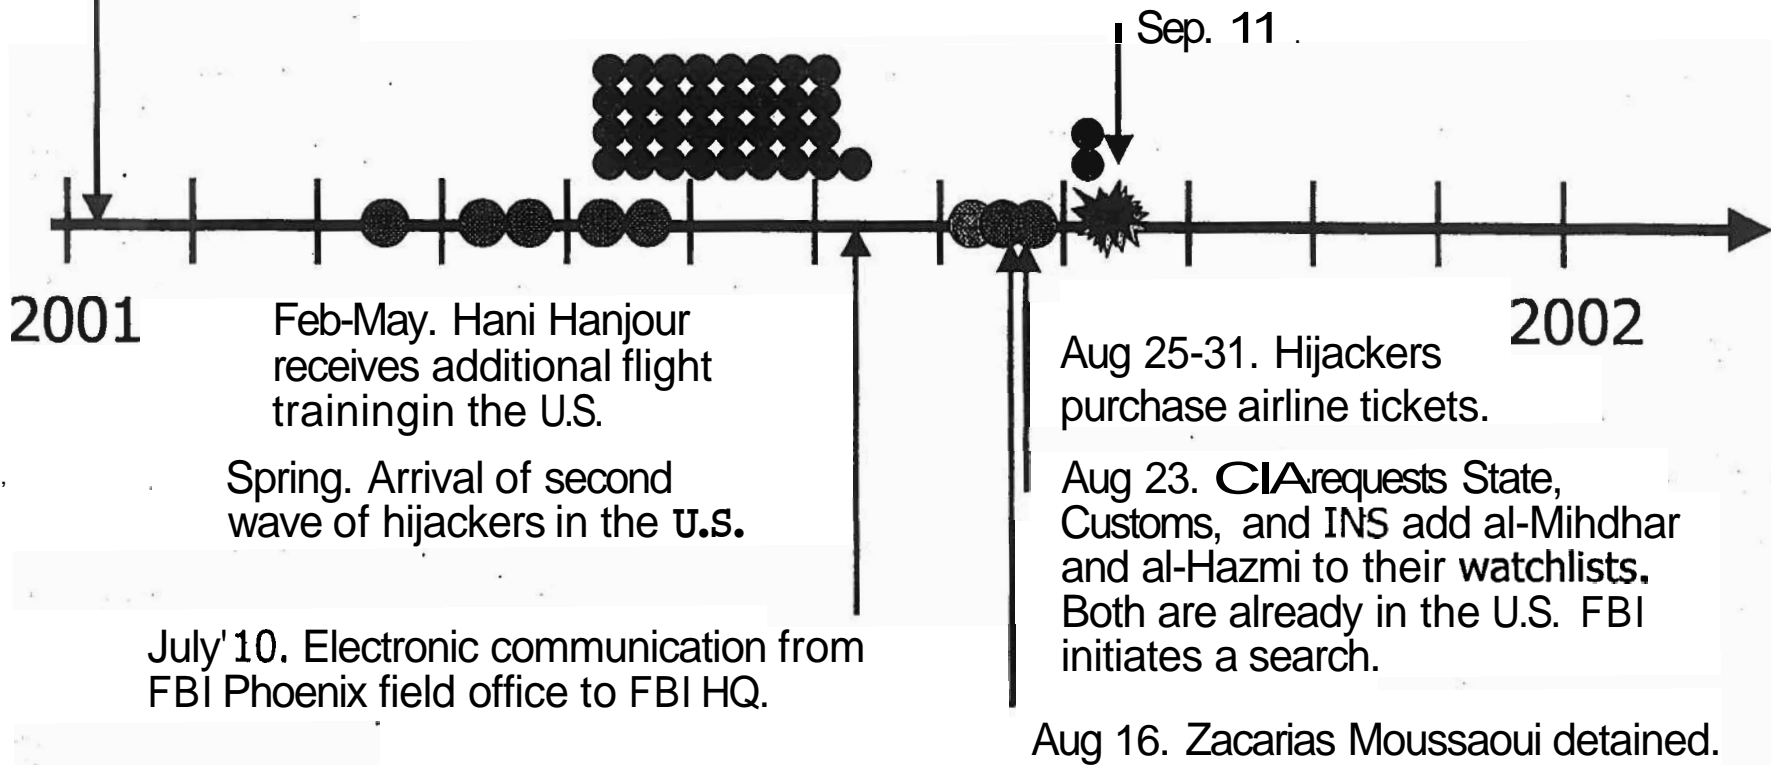 Sep. 11
2001
2002
Feb-May. Hani Hanjour
receives additional flight
trainingin the U.S.
Spring. Arrival of second
wave of hijackers in the U.S.
July'10. Electronic communication from
FBI Phoenix field office to FBI HQ.
Aug 25-31. Hijackers
purchase airline tickets.
Aug 23. CIA requests State,
Customs, and INS add al-Mihdhar
and al-Hazmi to their watchlists.
Both are already in the U.S. FBI
initiates a search.
Aug 16. Zacarias Moussaoui detained.